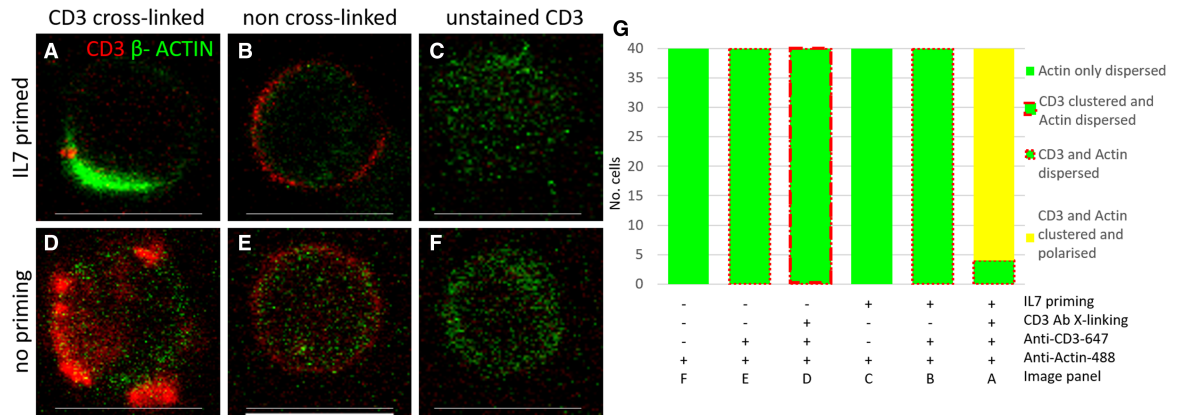 CD3 cross-linked non cross-linked unstained CD3
IL7 primed
no priming
A CD3 β- ACTIN
B
C
D
E
F
G
No. cells
40
35
30
25
20
15
10
5
0
Actin only dispersed
CD3 clustered and
Actin dispersed
CD3 and Actin
dispersed
CD3 and Actin
clustered and
polarised
- - - + + + IL7 priming
- - + - - + CD3 Ab X-linking
- + + - + + Anti-CD3-647
+ + + + + + Anti-Actin-488
F E D C B A Image panel